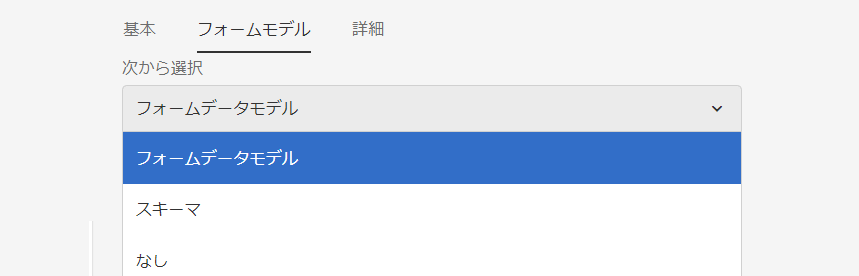 基本 フォームモデル 詳細
次から選択
フォームデータモデル
フォームデータモデル
スキーマ
なし